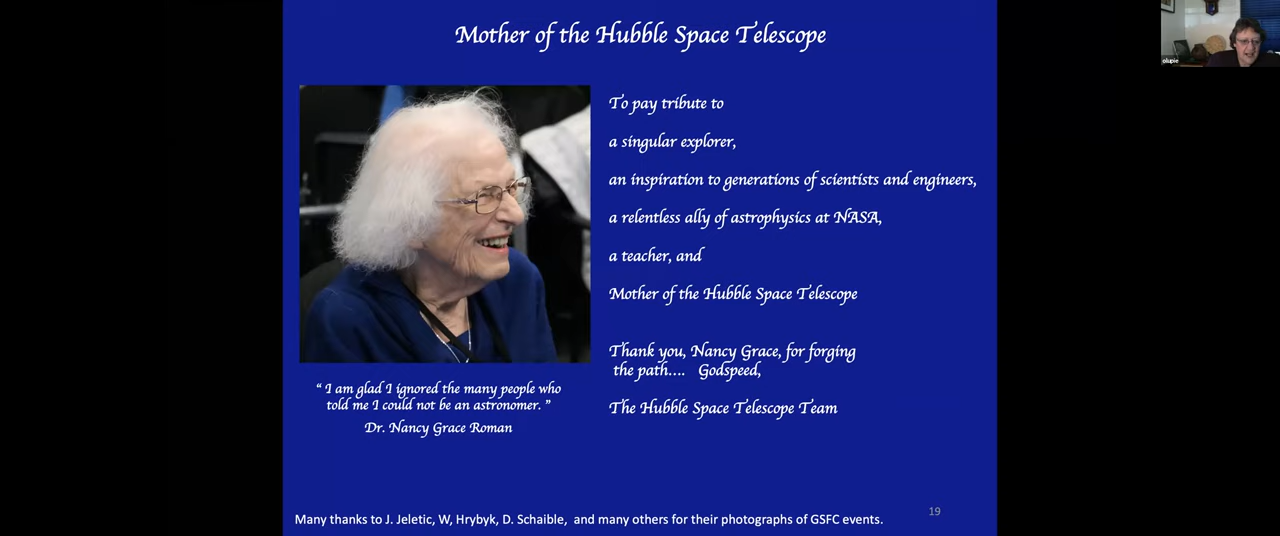 Mother of the Hubble Space Telescope
To pay tribute to
a singular explorer,
an inspiration to generations of scientists and engineers,
a relentless ally of astrophysics at NASA,
a teacher, and
Mother of the Hubble Space Telescope
Thank you, Nancy Grace, for forging
the path.... Godspeed,
The Hubble Space Telescope Team
“ I am glad I ignored the many people who
told me I could not be an astronomer. ”
Dr. Nancy Grace Roman
Many thanks to J. Jeletic, W, Hrybyk, D. Schaible, and many others for their photographs of GSFC events.
19
olupie